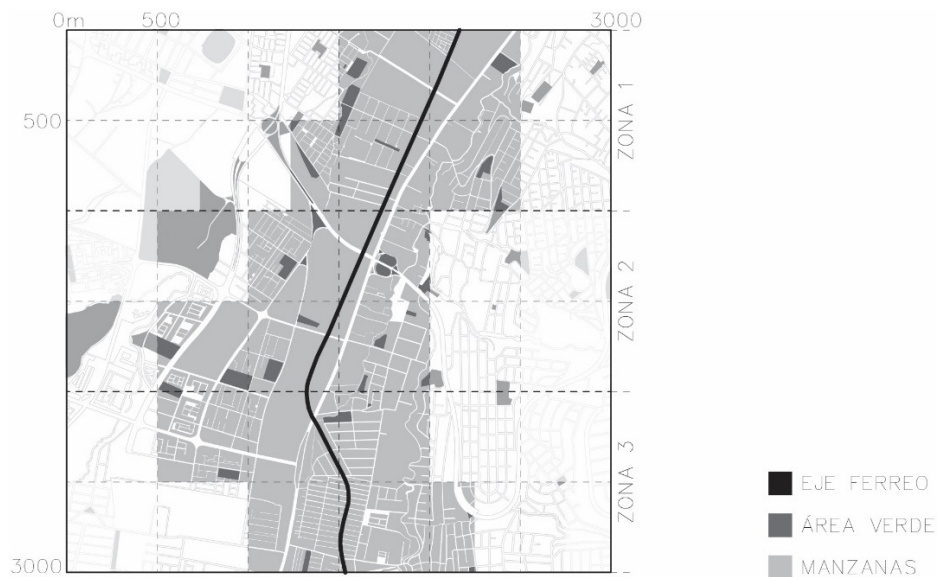 0m 500 3000
500
3000
ZONA 1
ZONA 2
ZONA 3
EJE FERREO
ÁREA VERDE
MANZANAS